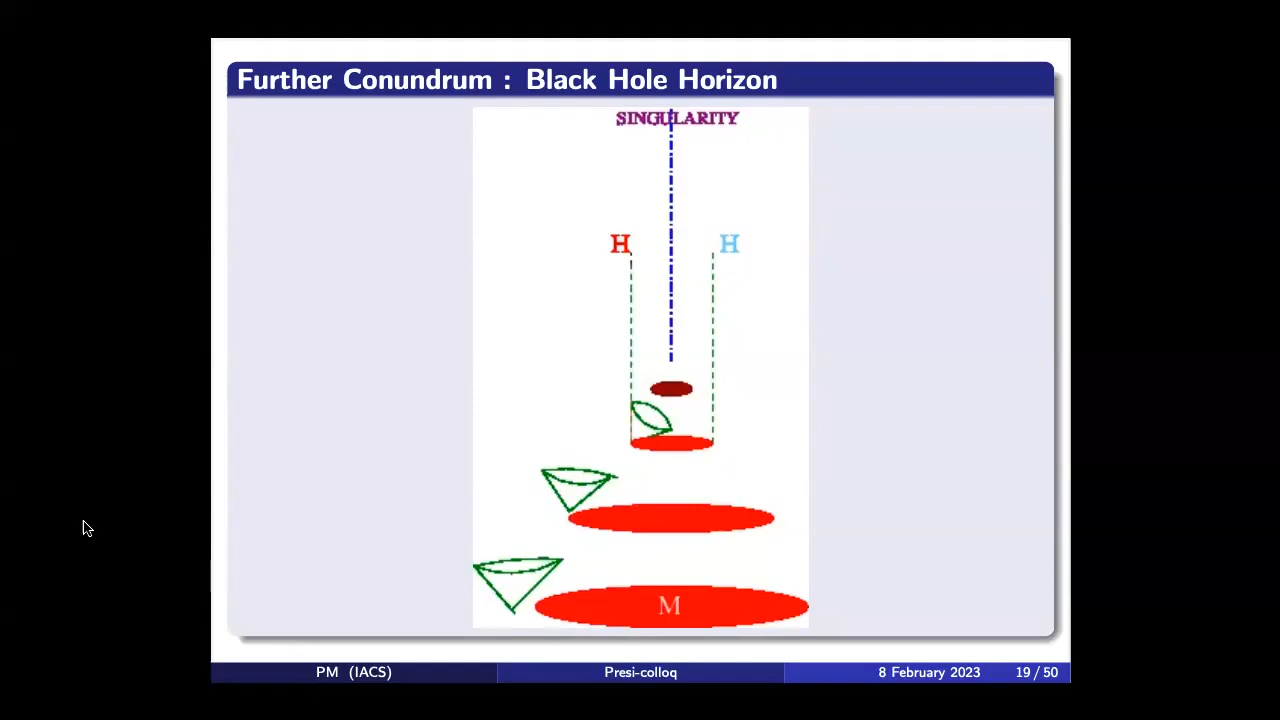 Further Conundrum : Black Hole Horizon
SINGULARITY
H H
M
PM (IACS) Presi-colloq 8 February 2023 19 / 50